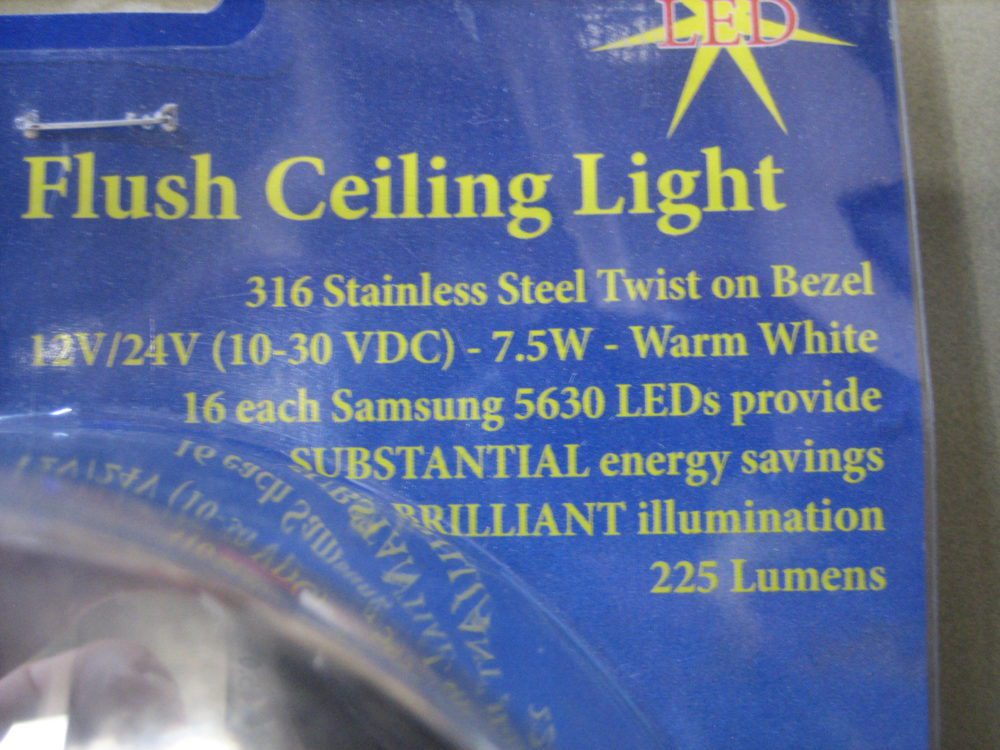 LED
Flush Ceiling Light
316 Stainless Steel Twist on Bezel
12V/24V (10-30 VDC) - 7.5W - Warm White
16 each Samsung 5630 LEDs provide
SUBSTANTIAL energy savings
BRILLIANT illumination
225 Lumens